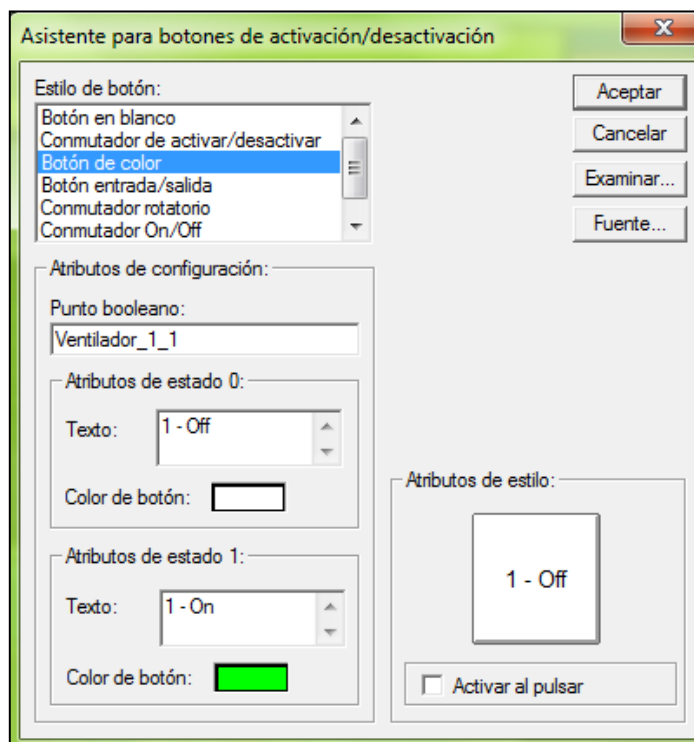 Asistente para botones de activación/desactivación
Estilo de botón:
Botón en blanco
Conmutador de activar/desactivar
Botón de color
Botón entrada/salida
Conmutador rotatorio
Conmutador On/Off
Aceptar
Cancelar
Examinar...
Fuente...
Atributos de configuración:
Punto booleano:
Ventilador_1_1
Atributos de estado 0:
Texto: 1 - Off
Color de botón:
Atributos de estado 1:
Texto: 1 - On
Color de botón:
Atributos de estilo:
1 - Off
Activar al pulsar